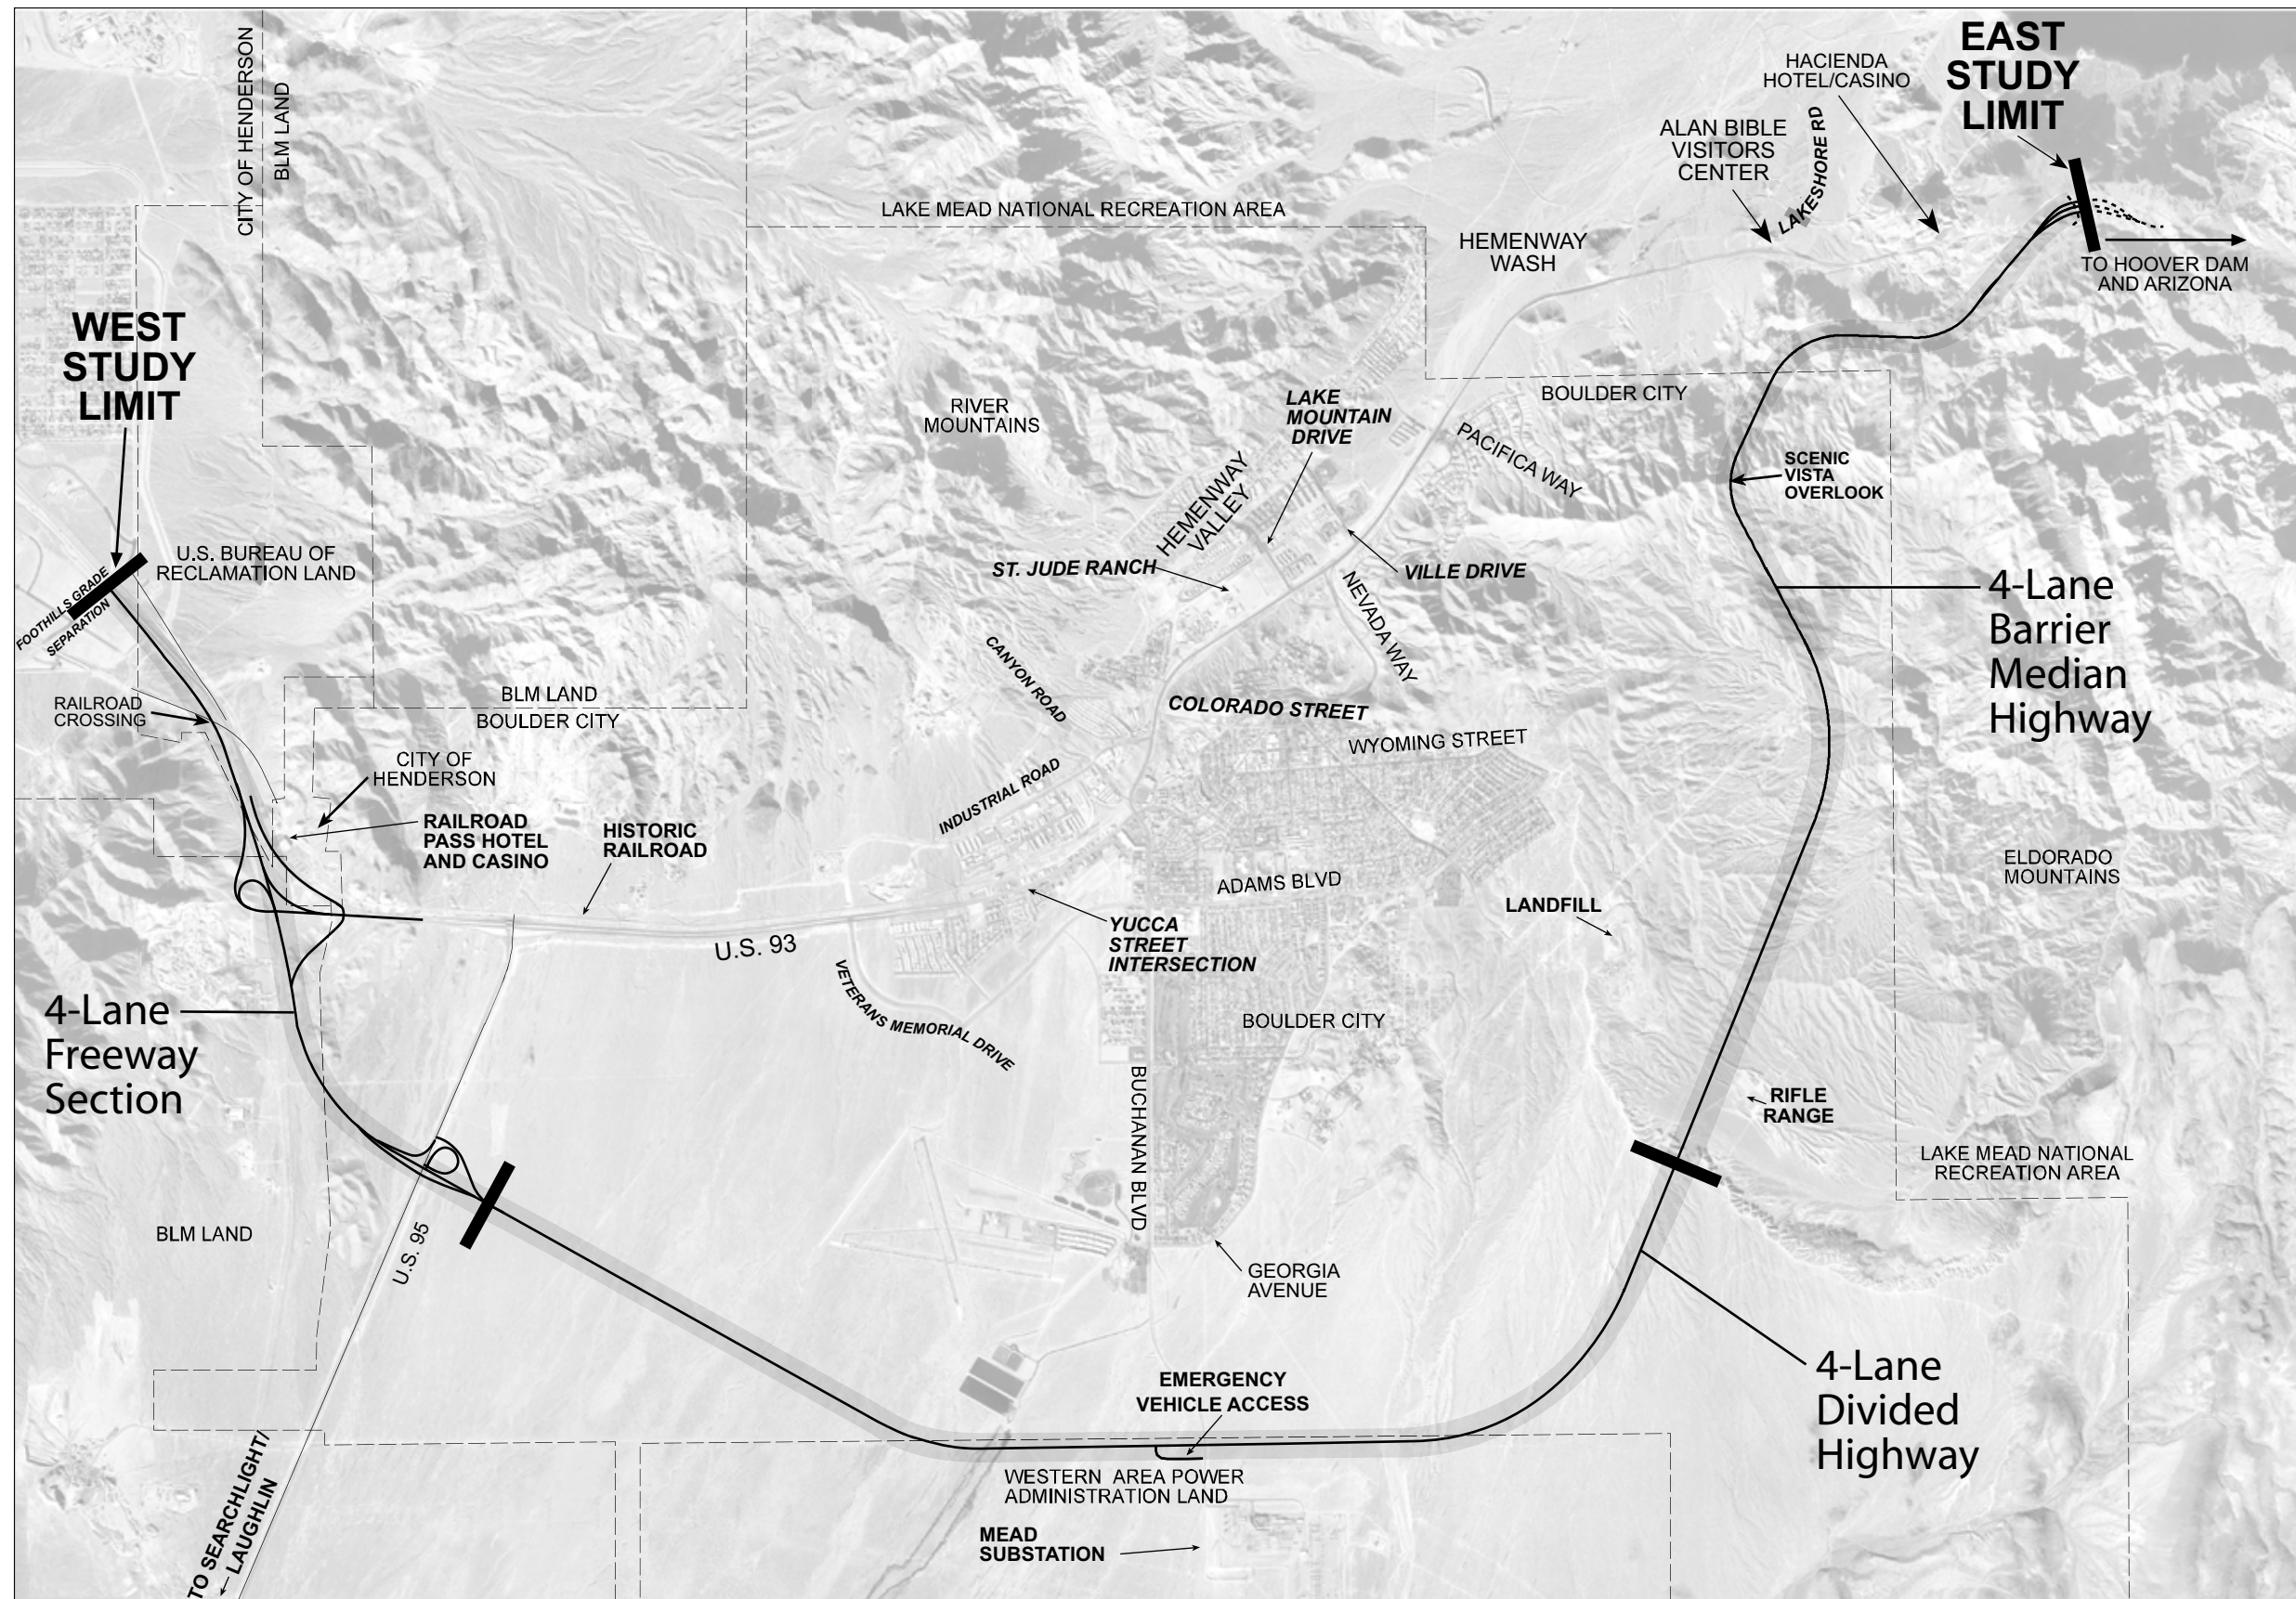 EAST
STUDY
LIMIT
HACIENDA
HOTEL/CASINO
ALAN BIBLE
VISITORS
CENTER
LAKESHORE RD
CITY OF HENDERSON
BLM LAND
LAKE MEAD NATIONAL RECREATION AREA
HEMENWAY
WASH
TO HOOVER DAM
AND ARIZONA
WEST
STUDY
LIMIT
RIVER
MOUNTAINS
LAKE
MOUNTAIN
DRIVE
BOULDER CITY
PACIFICA WAY
SCENIC
VISTA
OVERLOOK
HEMENWAY
VALLEY
U.S. BUREAU OF
RECLAMATION LAND
FOOTHILLS GRADE
SEPARATION
ST. JUDE RANCH
VILLE DRIVE
NEVADA WAY
4-Lane
Barrier
Median
Highway
CANYON ROAD
RAILROAD
CROSSING
BLM LAND
BOULDER CITY
COLORADO STREET
WYOMING STREET
CITY OF
HENDERSON
INDUSTRIAL ROAD
RAILROAD
PASS HOTEL
AND CASINO
HISTORIC
RAILROAD
ADAMS BLVD
LANDFILL
ELDORADO
MOUNTAINS
U.S. 93
YUCCA
STREET
INTERSECTION
VETERANS MEMORIAL DRIVE
4-Lane
Freeway
Section
BOULDER CITY
BUCHANAN BLVD
RIFLE
RANGE
LAKE MEAD NATIONAL
RECREATION AREA
BLM LAND
U.S. 95
GEORGIA
AVENUE
EMERGENCY
VEHICLE ACCESS
4-Lane
Divided
Highway
WESTERN AREA POWER
ADMINISTRATION LAND
MEAD
SUBSTATION
TO SEARCHLIGHT/
LAUGHLIN